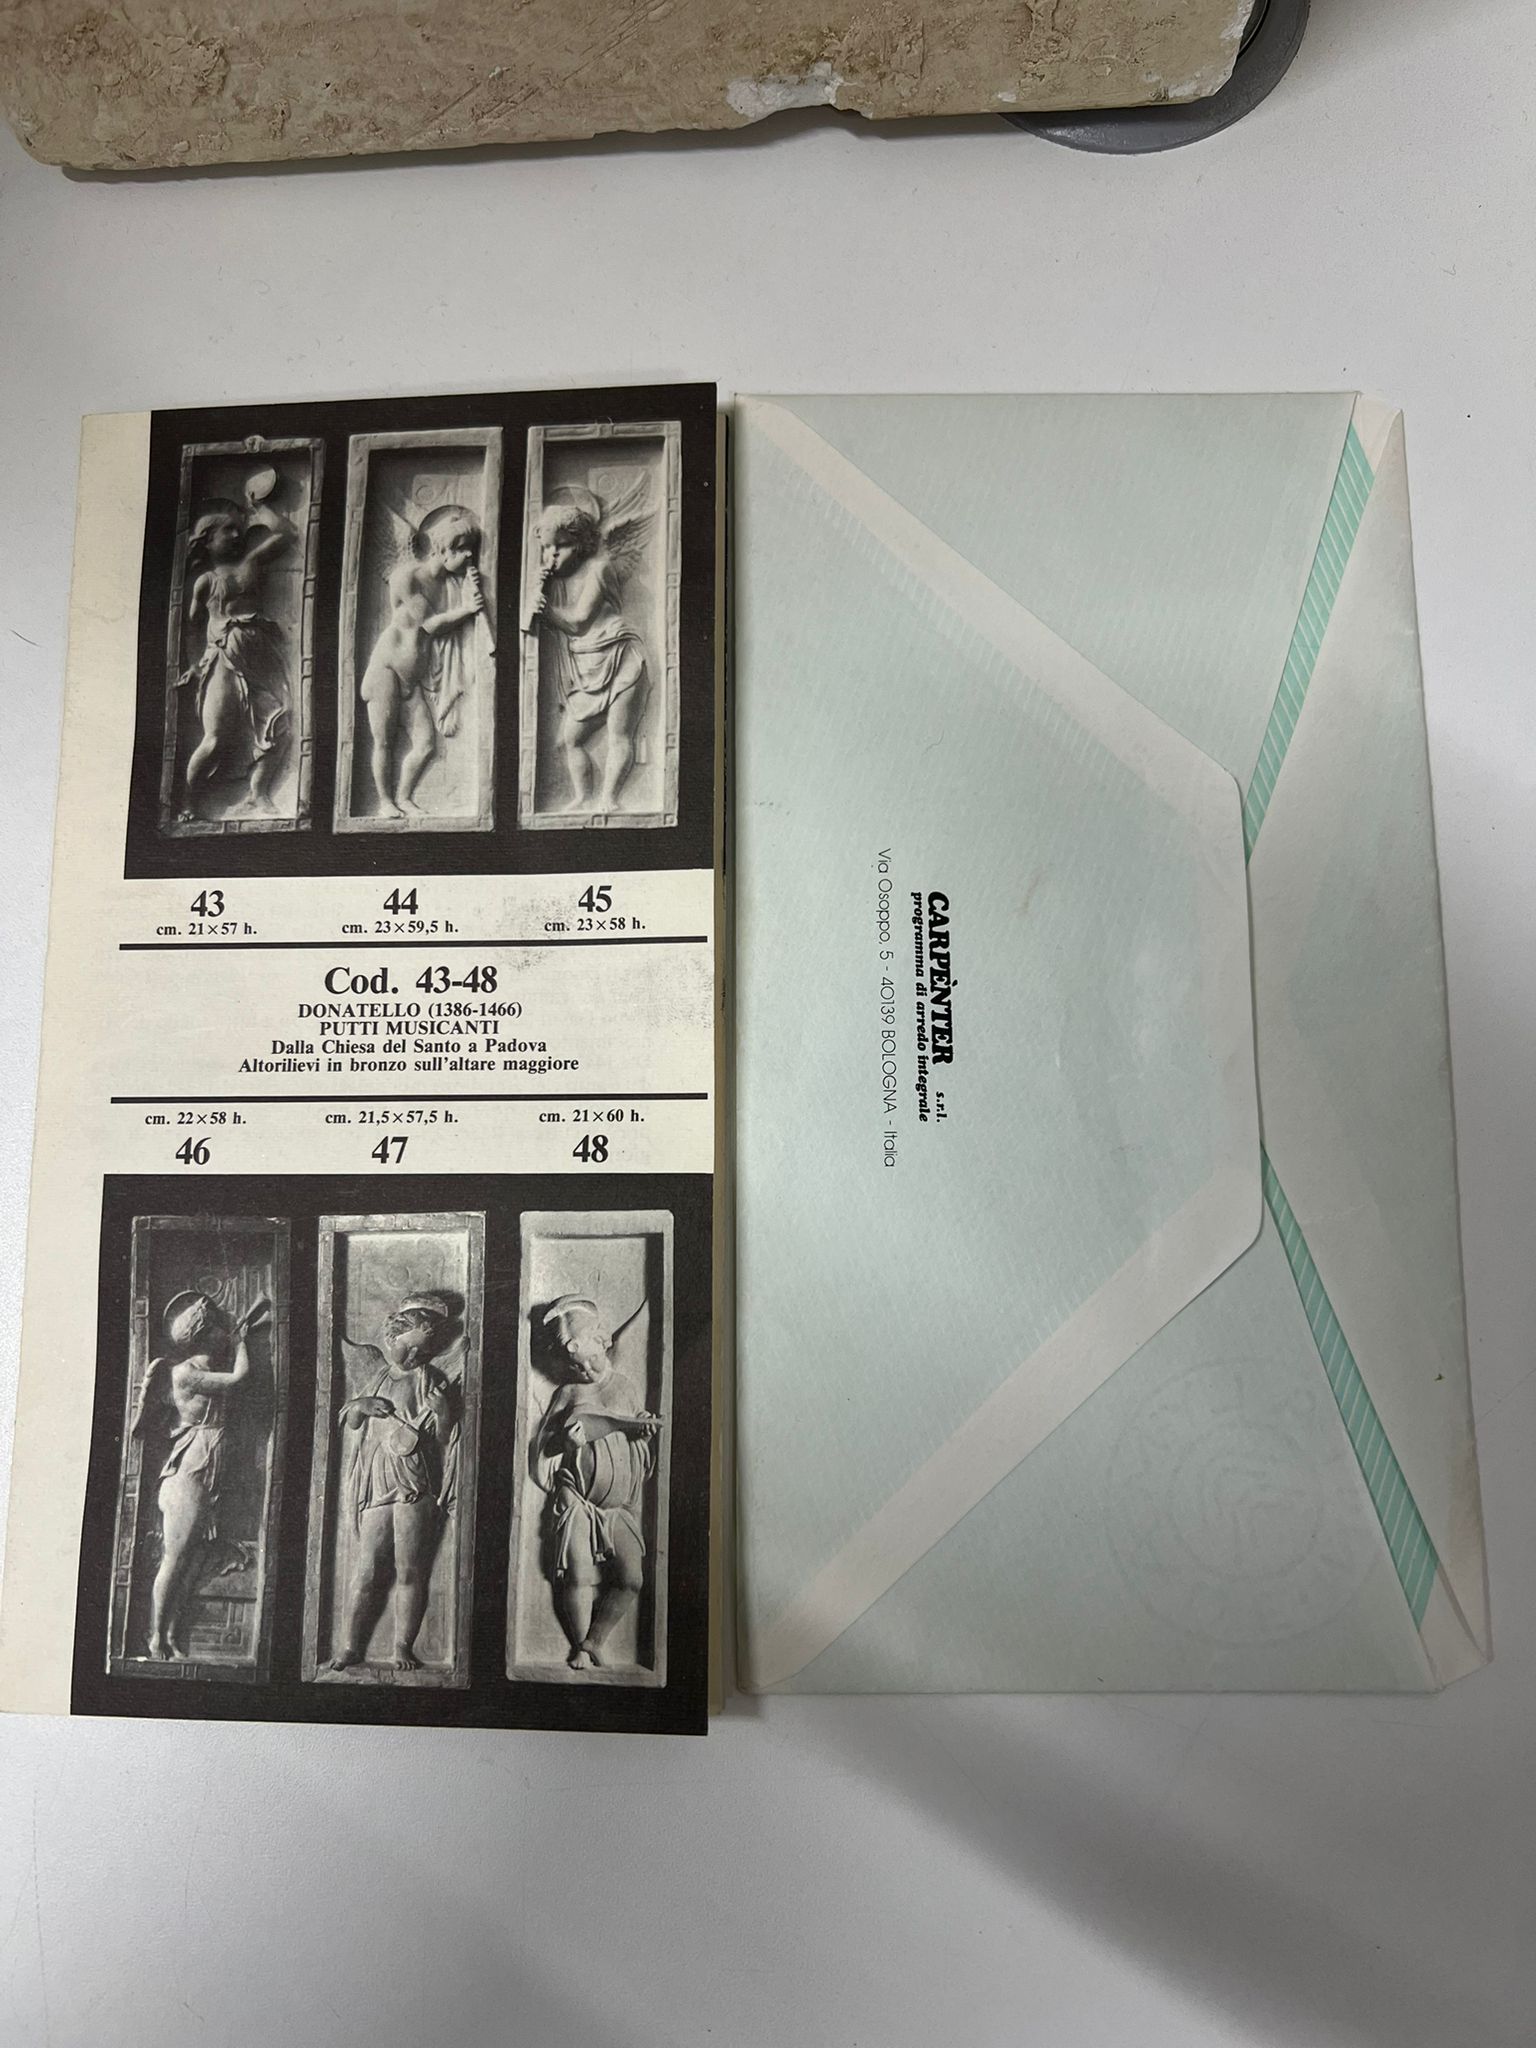 43
cm. 21×57 h.
44
cm. 23×59,5 h.
45
cm. 23×58 h.
Cod. 43-48
DONATELLO (1386-1466)
PUTTI MUSICANTI
Dalla Chiesa del Santo a Padova
Altorilievi in bronzo sull'altare maggiore
cm. 22×58 h.
46
cm. 21,5×57,5 h.
47
cm. 21×60 h.
48
CARPÈNTER s.r.l.
programma di arredo integrale
Via Osoppo, 5 - 40139 BOLOGNA - Italia